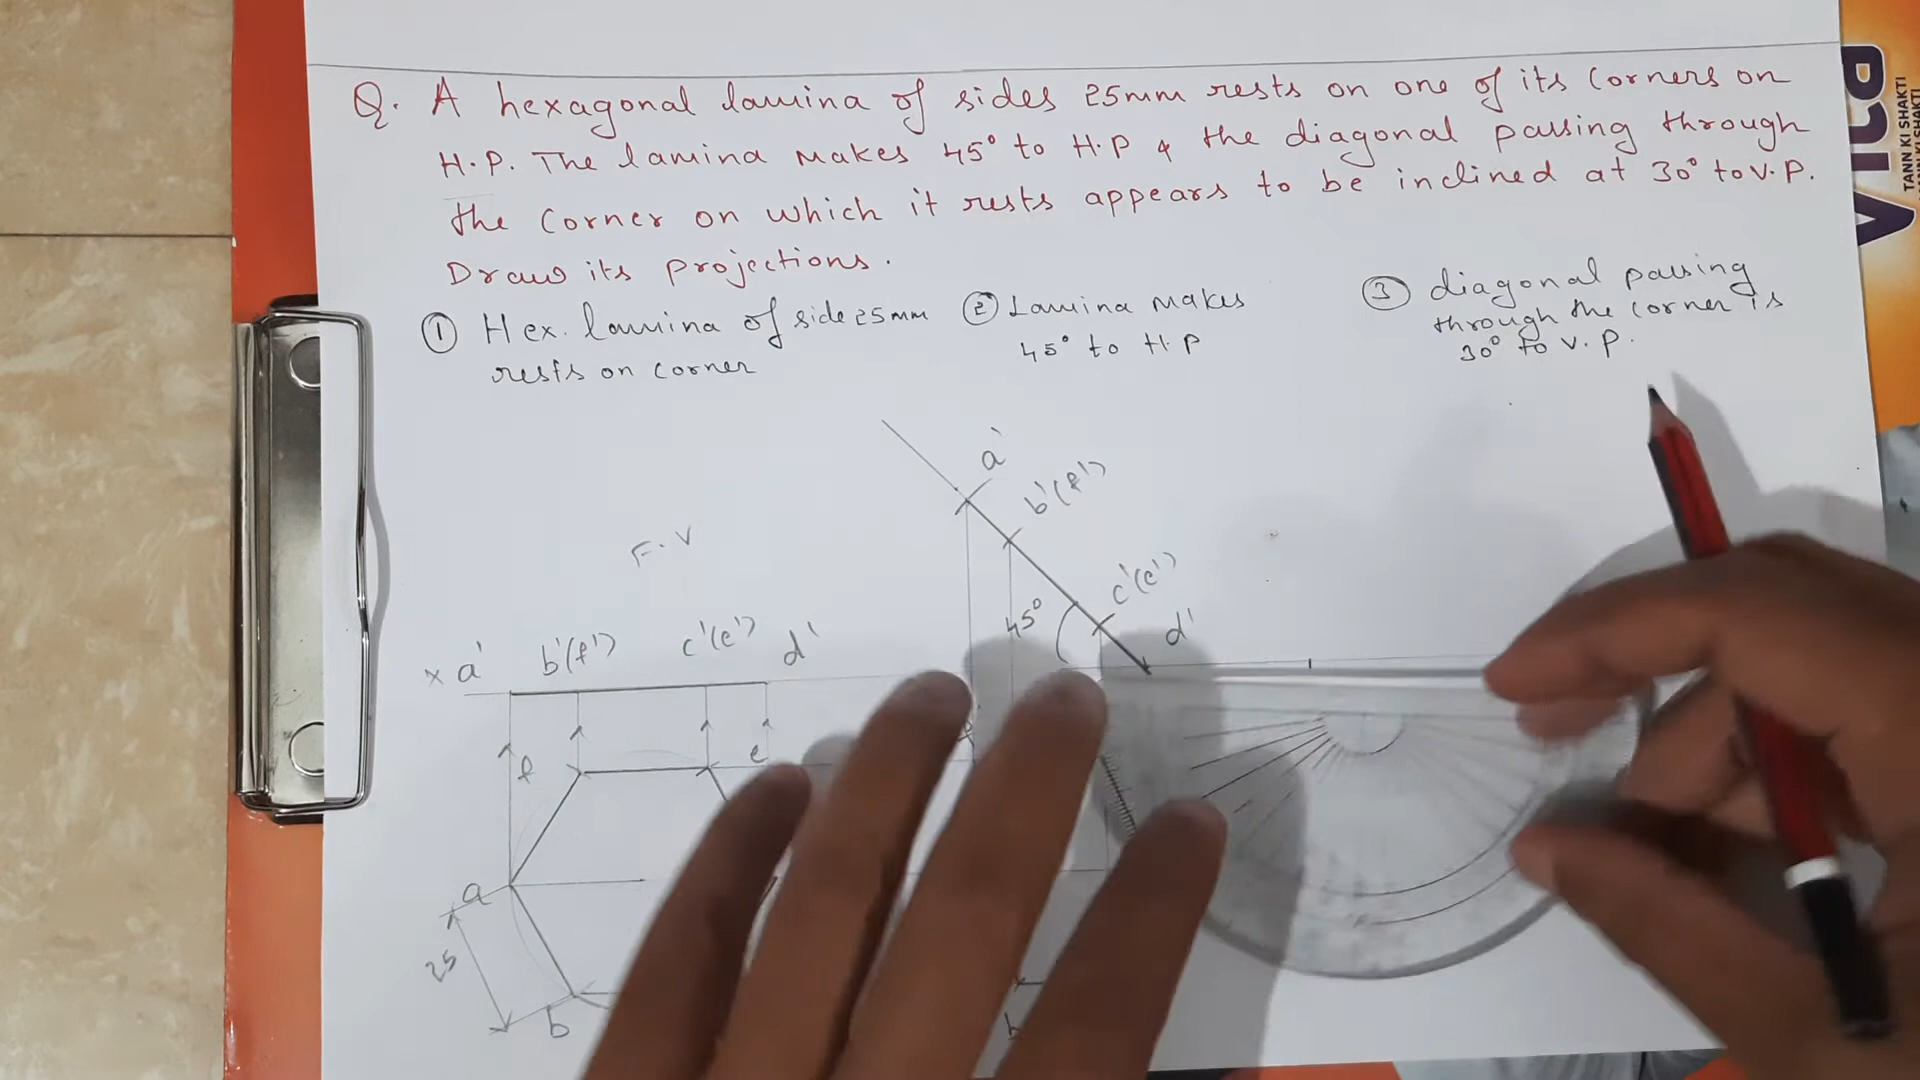 Q. A hexagonal lamina of sides 25mm rests on one of its corners on
H.P. The lamina makes 45° to H.P & the diagonal passing through
the corner on which it rests appears to be inclined at 30° to V.P.
Draw its projections.
① Hex. lamina of side 25mm
rests on corner
② Lamina makes
45° to H.P
③ diagonal passing
through the corner is
30° to V.P.
a'
b'(f')
c'(e')
d'
45°
F.V
x a' b'(f') c'(e') d'
f e
a
25
b
b
TANN KI SHAKTI